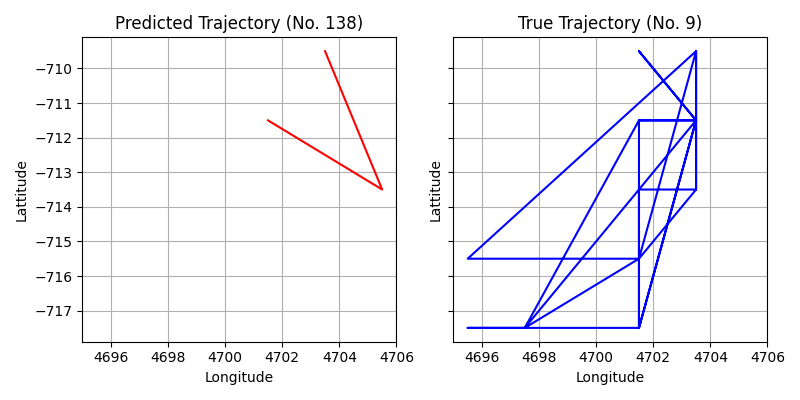 Predicted Trajectory (No. 138)
True Trajectory (No. 9)
Lattitude
−710
−711
−712
−713
−714
−715
−716
−717
4696 4698 4700 4702 4704 4706
Longitude
Lattitude
4696 4698 4700 4702 4704 4706
Longitude